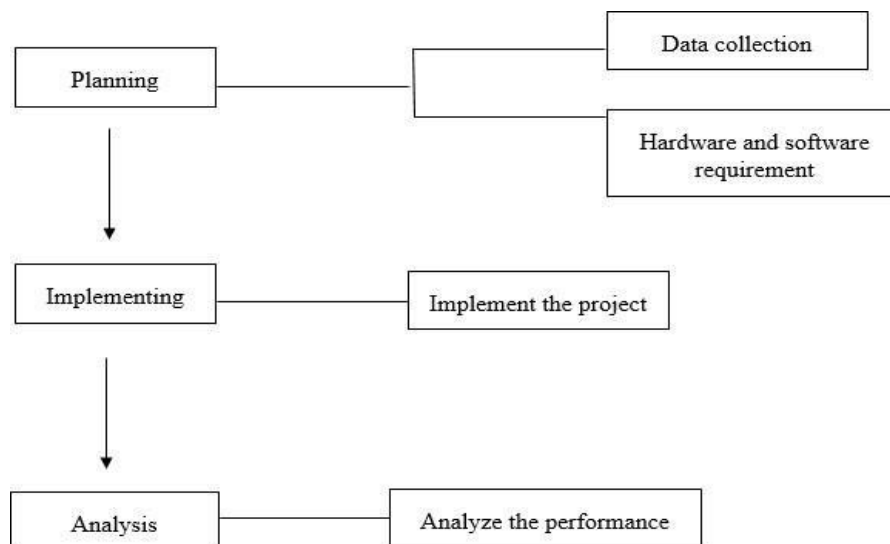 Data collection
Planning
Hardware and software
requirement
Implementing
Implement the project
Analysis
Analyze the performance